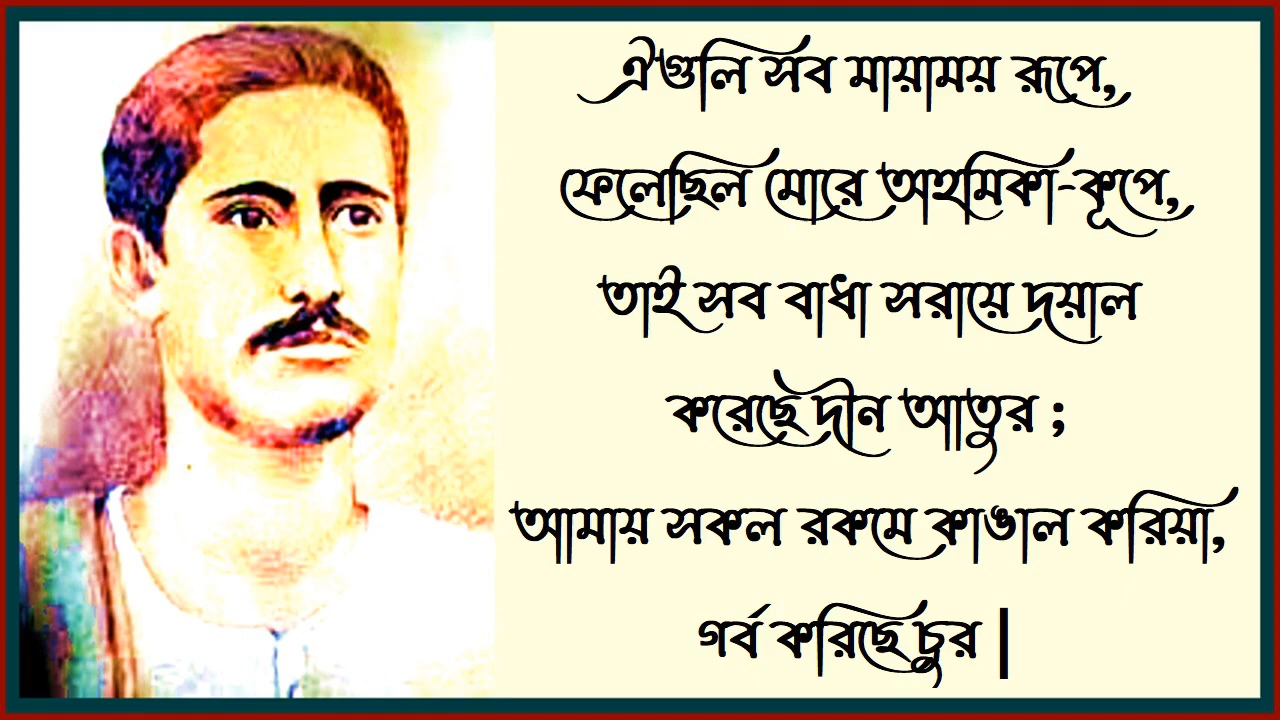 ঐগুলি সব মায়াময় রূপে,
ফেলেছিল মোরে অহমিকা-কূপে,
তাই সব বাধা সরায়ে দয়াল
করেছে দীন আতুর ;
আমায় সকল রকমে কাঙাল করিয়া,
গর্ব করিছে চুর |